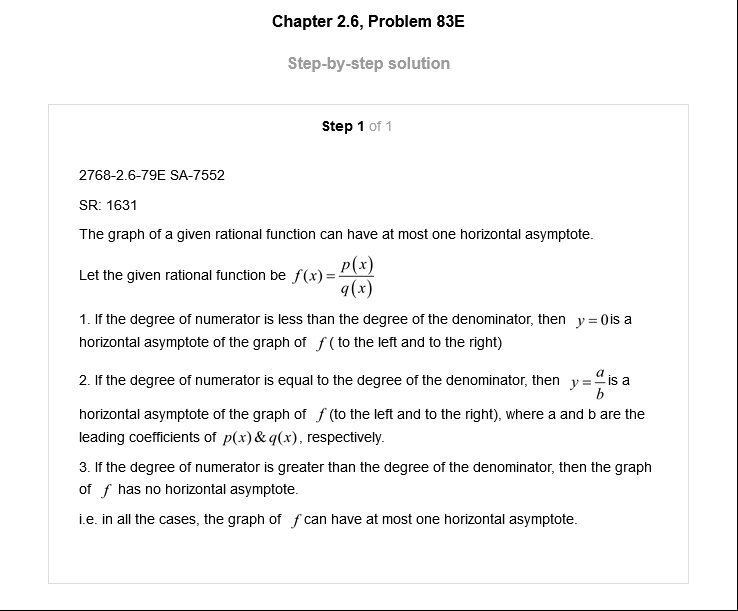 Chapter 2.6, Problem 83E
Step-by-step solution
Step 1 of 1
2768-2.6-79E SA-7552
SR: 1631
The graph of a given rational function can have at most one horizontal asymptote.
Let the given rational function be f(x) = p(x)/q(x)
1. If the degree of numerator is less than the degree of the denominator, then y = 0 is a
horizontal asymptote of the graph of f ( to the left and to the right)
2. If the degree of numerator is equal to the degree of the denominator, then y = a/b is a
horizontal asymptote of the graph of f (to the left and to the right), where a and b are the
leading coefficients of p(x) & q(x), respectively.
3. If the degree of numerator is greater than the degree of the denominator, then the graph
of f has no horizontal asymptote.
i.e. in all the cases, the graph of f can have at most one horizontal asymptote.